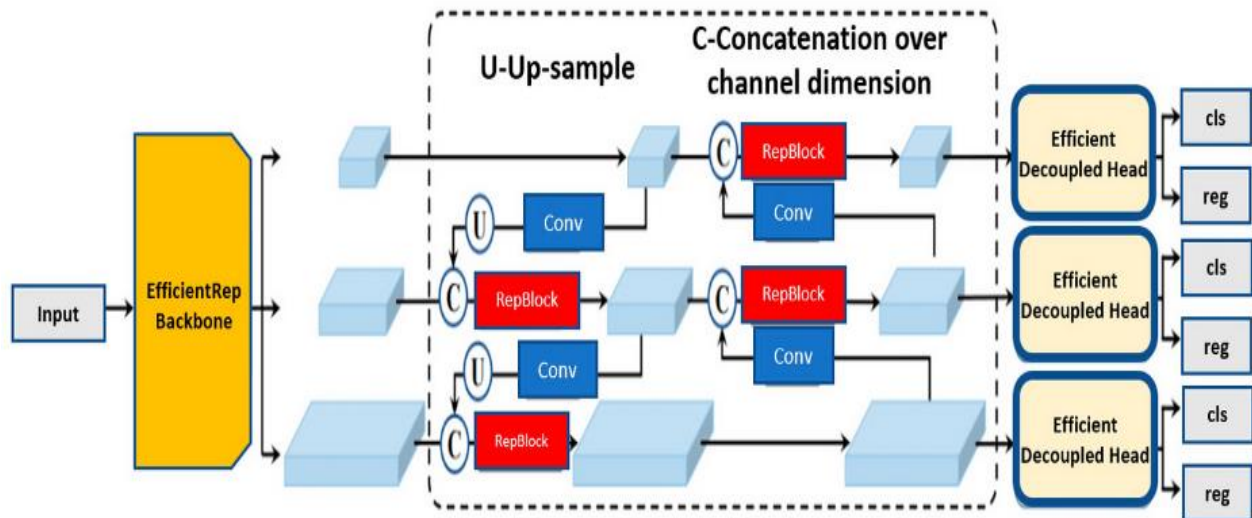 U-Up-sample
C-Concatenation over
channel dimension
Input
EfficientRep
Backbone
C
RepBlock
Conv
U
Conv
C
RepBlock
C
RepBlock
U
Conv
Conv
C
RepBlock
Efficient
Decoupled Head
cls
reg
Efficient
Decoupled Head
cls
reg
Efficient
Decoupled Head
cls
reg